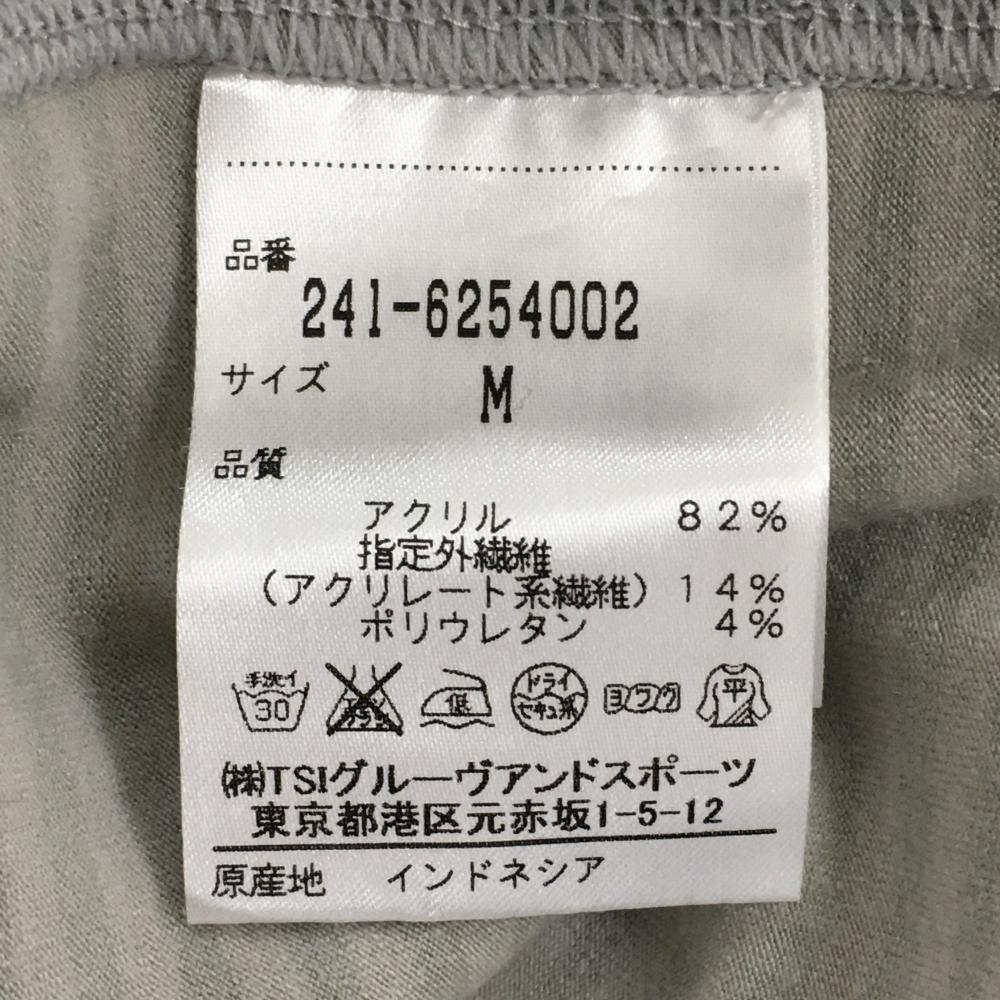 品番
241-6254002
サイズ M
品質
アクリル 82%
指定外繊維
(アクリレート系繊維) 14%
ポリウレタン 4%
手洗イ 30 低 ドライ セキユ系 ヨワク 平
(株)TSIグルーヴアンドスポーツ
東京都港区元赤坂1-5-12
原産地 インドネシア